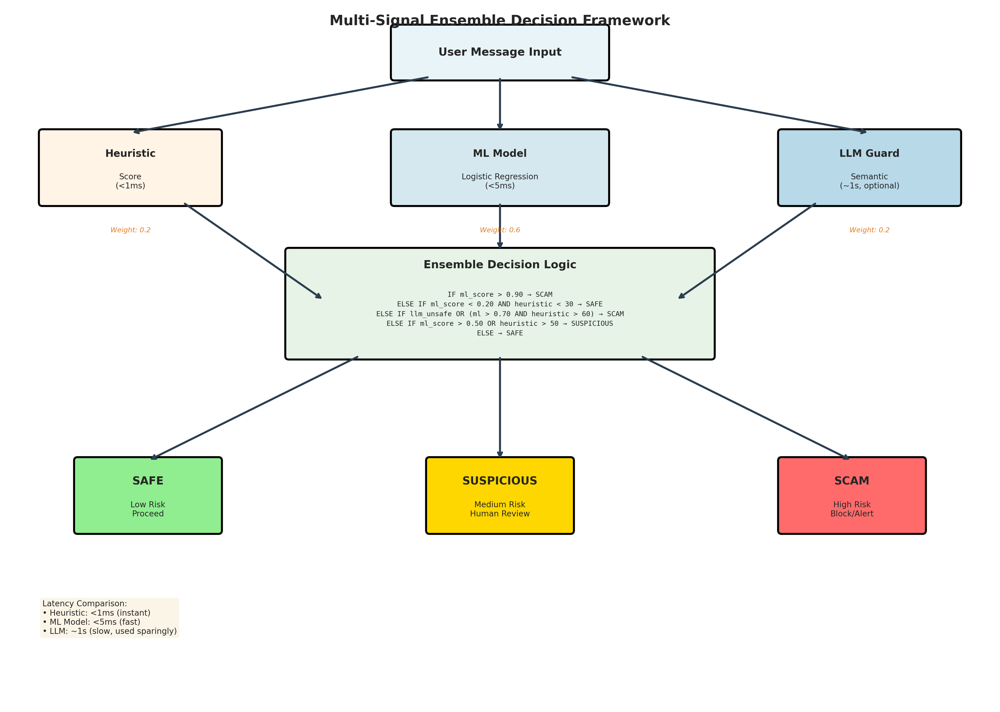 Multi-Signal Ensemble Decision Framework
User Message Input
Heuristic
Score
(<1ms)
ML Model
Logistic Regression
(<5ms)
LLM Guard
Semantic
(~1s, optional)
Weight: 0.2
Weight: 0.6
Weight: 0.2
Ensemble Decision Logic
IF ml_score > 0.90 → SCAM
ELSE IF ml_score < 0.20 AND heuristic < 30 → SAFE
ELSE IF llm_unsafe OR (ml > 0.70 AND heuristic > 60) → SCAM
ELSE IF ml_score > 0.50 OR heuristic > 50 → SUSPICIOUS
ELSE → SAFE
SAFE
Low Risk
Proceed
SUSPICIOUS
Medium Risk
Human Review
SCAM
High Risk
Block/Alert
Latency Comparison:
• Heuristic: <1ms (instant)
• ML Model: <5ms (fast)
• LLM: ~1s (slow, used sparingly)